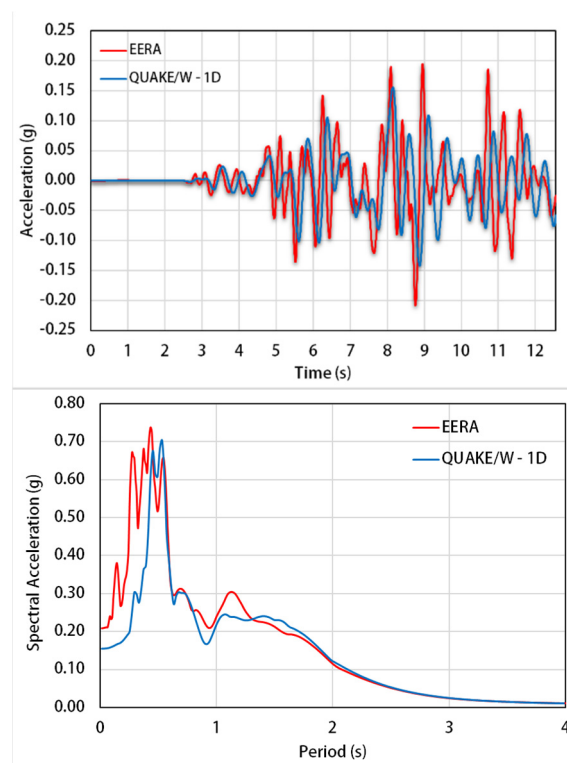 0.25
EERA
0.20
QUAKE/W - 1D
0.15
0.10
0.05
0.00
-0.05
-0.10
-0.15
-0.20
-0.25
Acceleration (g)
0 1 2 3 4 5 6 7 8 9 10 11 12
Time (s)
0.80
EERA
0.70
QUAKE/W - 1D
0.60
0.50
0.40
0.30
0.20
0.10
0.00
Spectral Acceleration (g)
0 1 2 3 4
Period (s)